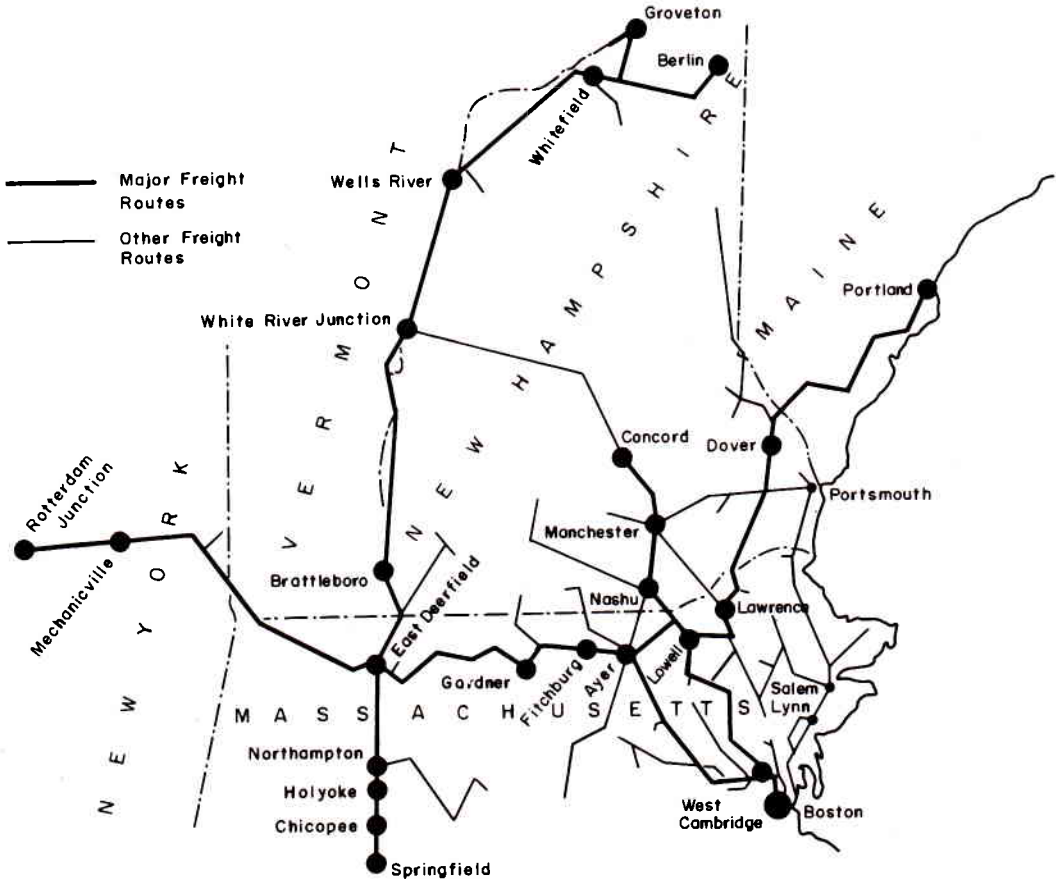 Groveton
Berlin
Whitefield
Wells River
Major Freight
Routes
Other Freight
Routes
VERMONT
NEW HAMPSHIRE
MAINE
Portland
White River Junction
Concord
Dover
Portsmouth
Rotterdam
Junction
Mechanicville
NEW YORK
Manchester
Brattleboro
East Deerfield
Nashu
Lawrence
Gardner
Fitchburg
Ayer
Lowell
Salem
Lynn
MASSACHUSETTS
Northampton
Holyoke
Chicopee
Springfield
West
Cambridge
Boston